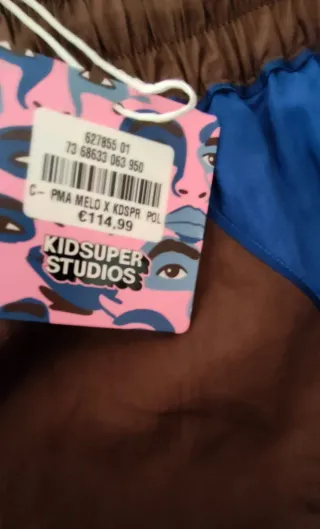 627855 01
73 68633 063 950
C- PMA MELO X KDSPR POL
€114,99
KIDSUPER
STUDIOS